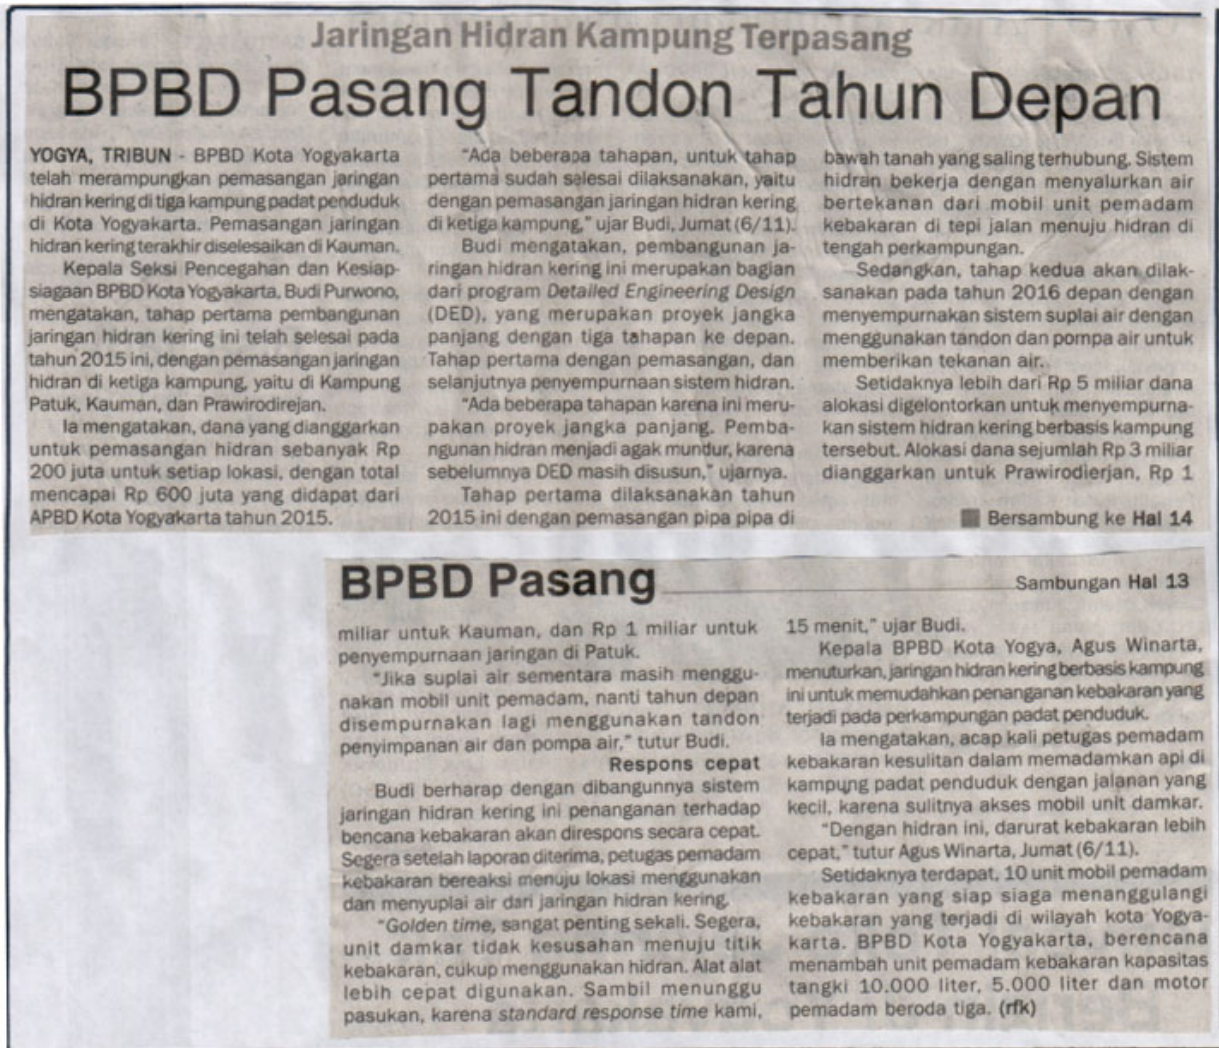 Jaringan Hidran Kampung Terpasang
BPBD Pasang Tandon Tahun Depan
YOGYA, TRIBUN - BPBD Kota Yogyakarta
telah merampungkan pemasangan jaringan
hidran kering di tiga kampung padat penduduk
di Kota Yogyakarta. Pemasangan jaringan
hidran kering terakhir diselesaikan di Kauman.
Kepala Seksi Pencegahan dan Kesiap-
siagaan BPBD Kota Yogyakarta, Budi Purwono,
mengatakan, tahap pertama pembangunan
jaringan hidran kering ini telah selesai pada
tahun 2015 ini, dengan pemasangan jaringan
hidran di ketiga kampung, yaitu di Kampung
Patuk, Kauman, dan Prawirodirejan.
Ia mengatakan, dana yang dianggarkan
untuk pemasangan hidran sebanyak Rp
200 juta untuk setiap lokasi, dengan total
mencapai Rp 600 juta yang didapat dari
APBD Kota Yogyakarta tahun 2015.
"Ada beberapa tahapan, untuk tahap
pertama sudah selesai dilaksanakan, yaitu
dengan pemasangan jaringan hidran kering
di ketiga kampung," ujar Budi, Jumat (6/11).
Budi mengatakan, pembangunan ja-
ringan hidran kering ini merupakan bagian
dari program Detailed Engineering Design
(DED), yang merupakan proyek jangka
panjang dengan tiga tahapan ke depan.
Tahap pertama dengan pemasangan, dan
selanjutnya penyempurnaan sistem hidran.
"Ada beberapa tahapan karena ini meru-
pakan proyek jangka panjang. Pemba-
ngunan hidran menjadi agak mundur, karena
sebelumnya DED masih disusun," ujarnya.
Tahap pertama dilaksanakan tahun
2015 ini dengan pemasangan pipa pipa di
bawah tanah yang saling terhubung. Sistem
hidran bekerja dengan menyalurkan air
bertekanan dari mobil unit pemadam
kebakaran di tepi jalan menuju hidran di
tengah perkampungan.
Sedangkan, tahap kedua akan dilak-
sanakan pada tahun 2016 depan dengan
menyempurnakan sistem suplai air dengan
menggunakan tandon dan pompa air untuk
memberikan tekanan air.
Setidaknya lebih dari Rp 5 miliar dana
alokasi digelontorkan untuk menyempurna-
kan sistem hidran kering berbasis kampung
tersebut. Alokasi dana sejumlah Rp 3 miliar
dianggarkan untuk Prawirodierjan, Rp 1
Bersambung ke Hal 14
BPBD Pasang
Sambungan Hal 13
miliar untuk Kauman, dan Rp 1 miliar untuk
penyempurnaan jaringan di Patuk.
"Jika suplai air sementara masih menggu-
nakan mobil unit pemadam, nanti tahun depan
disempurnakan lagi menggunakan tandon
penyimpanan air dan pompa air," tutur Budi.
Respons cepat
Budi berharap dengan dibangunnya sistem
jaringan hidran kering ini penanganan terhadap
bencana kebakaran akan direspons secara cepat.
Segera setelah laporan diterima, petugas pemadam
kebakaran bereaksi menuju lokasi menggunakan
dan menyuplai air dari jaringan hidran kering.
"Golden time, sangat penting sekali. Segera,
unit damkar tidak kesusahan menuju titik
kebakaran, cukup menggunakan hidran. Alat alat
lebih cepat digunakan. Sambil menunggu
pasukan, karena standard response time kami,
15 menit," ujar Budi.
Kepala BPBD Kota Yogya, Agus Winarta,
menuturkan, jaringan hidran kering berbasis kampung
ini untuk memudahkan penanganan kebakaran yang
terjadi pada perkampungan padat penduduk.
Ia mengatakan, acap kali petugas pemadam
kebakaran kesulitan dalam memadamkan api di
kampung padat penduduk dengan jalanan yang
kecil, karena sulitnya akses mobil unit damkar.
"Dengan hidran ini, darurat kebakaran lebih
cepat," tutur Agus Winarta, Jumat (6/11).
Setidaknya terdapat, 10 unit mobil pemadam
kebakaran yang siap siaga menanggulangi
kebakaran yang terjadi di wilayah kota Yogya-
karta. BPBD Kota Yogyakarta, berencana
menambah unit pemadam kebakaran kapasitas
tangki 10.000 liter, 5.000 liter dan motor
pemadam beroda tiga. (rfk)